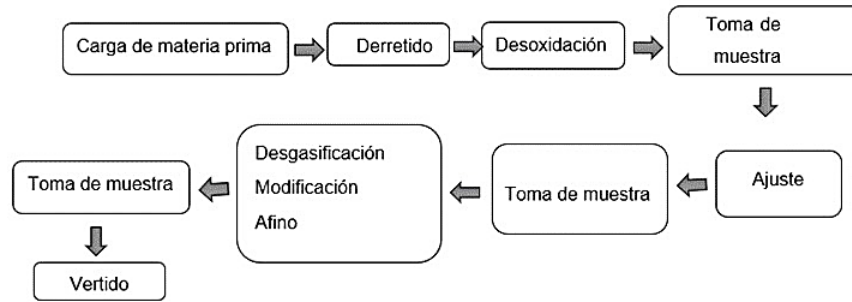 Carga de materia prima
Derretido
Desoxidación
Toma de
muestra
Ajuste
Toma de muestra
Desgasificación
Modificación
Afino
Toma de muestra
Vertido